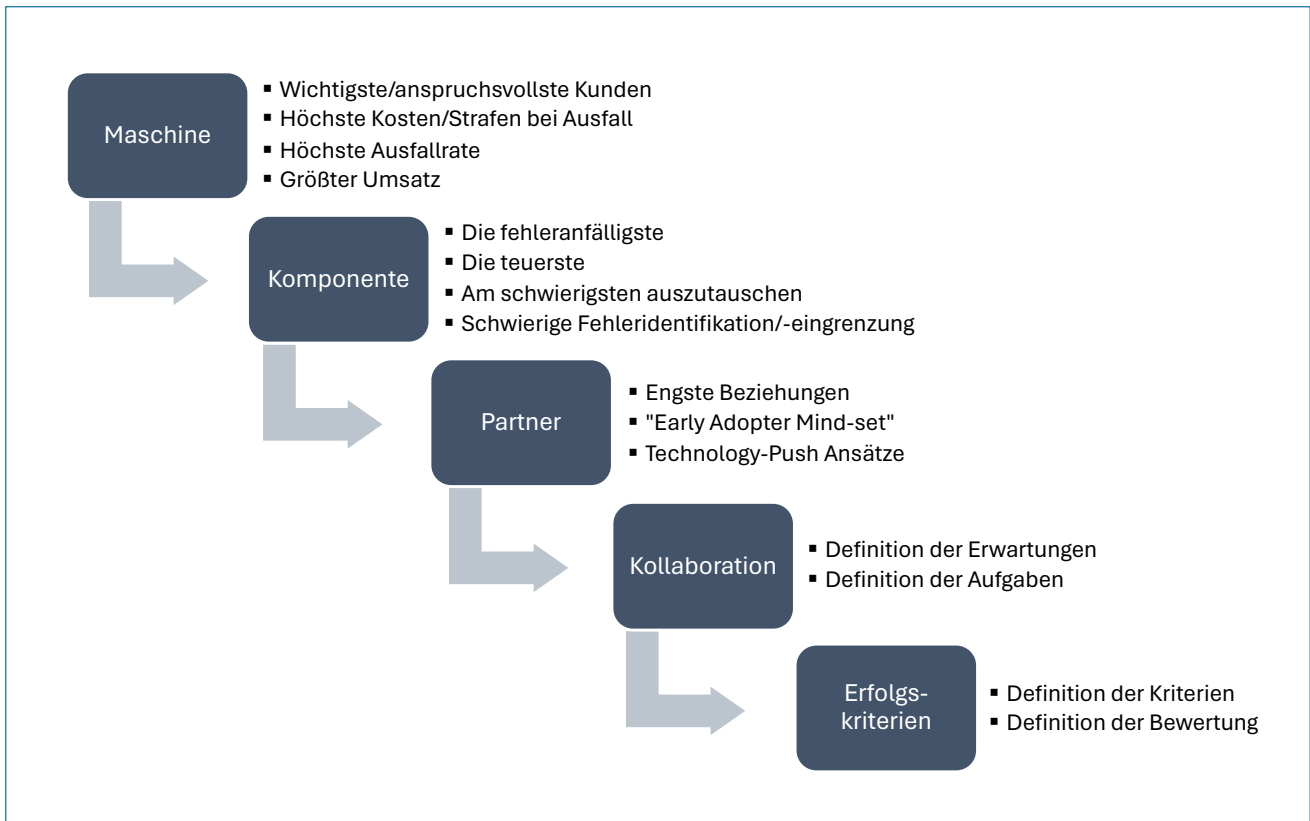 Maschine
▪ Wichtigste/anspruchsvollste Kunden
▪ Höchste Kosten/Strafen bei Ausfall
▪ Höchste Ausfallrate
▪ Größter Umsatz
Komponente
▪ Die fehleranfälligste
▪ Die teuerste
▪ Am schwierigsten auszutauschen
▪ Schwierige Fehleridentifikation/-eingrenzung
Partner
▪ Engste Beziehungen
▪ "Early Adopter Mind-set"
▪ Technology-Push Ansätze
Kollaboration
▪ Definition der Erwartungen
▪ Definition der Aufgaben
Erfolgs-
kriterien
▪ Definition der Kriterien
▪ Definition der Bewertung